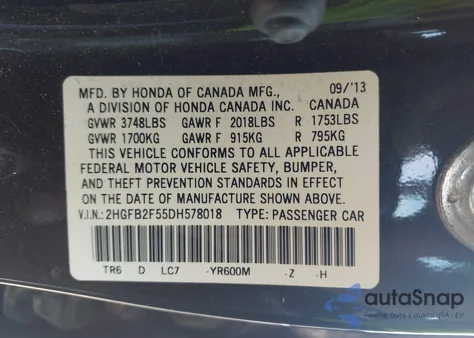 MFD. BY HONDA OF CANADA MFG., 09/'13
A DIVISION OF HONDA CANADA INC. CANADA
GVWR 3748LBS GAWR F 2018LBS R 1753LBS
GVWR 1700KG GAWR F 915KG R 795KG
THIS VEHICLE CONFORMS TO ALL APPLICABLE
FEDERAL MOTOR VEHICLE SAFETY, BUMPER,
AND THEFT PREVENTION STANDARDS IN EFFECT
ON THE DATE OF MANUFACTURE SHOWN ABOVE.
V.I.N.: 2HGFB2F55DH578018 TYPE: PASSENGER CAR
TR6 D LC7 -YR600M -Z -H
autoSnap